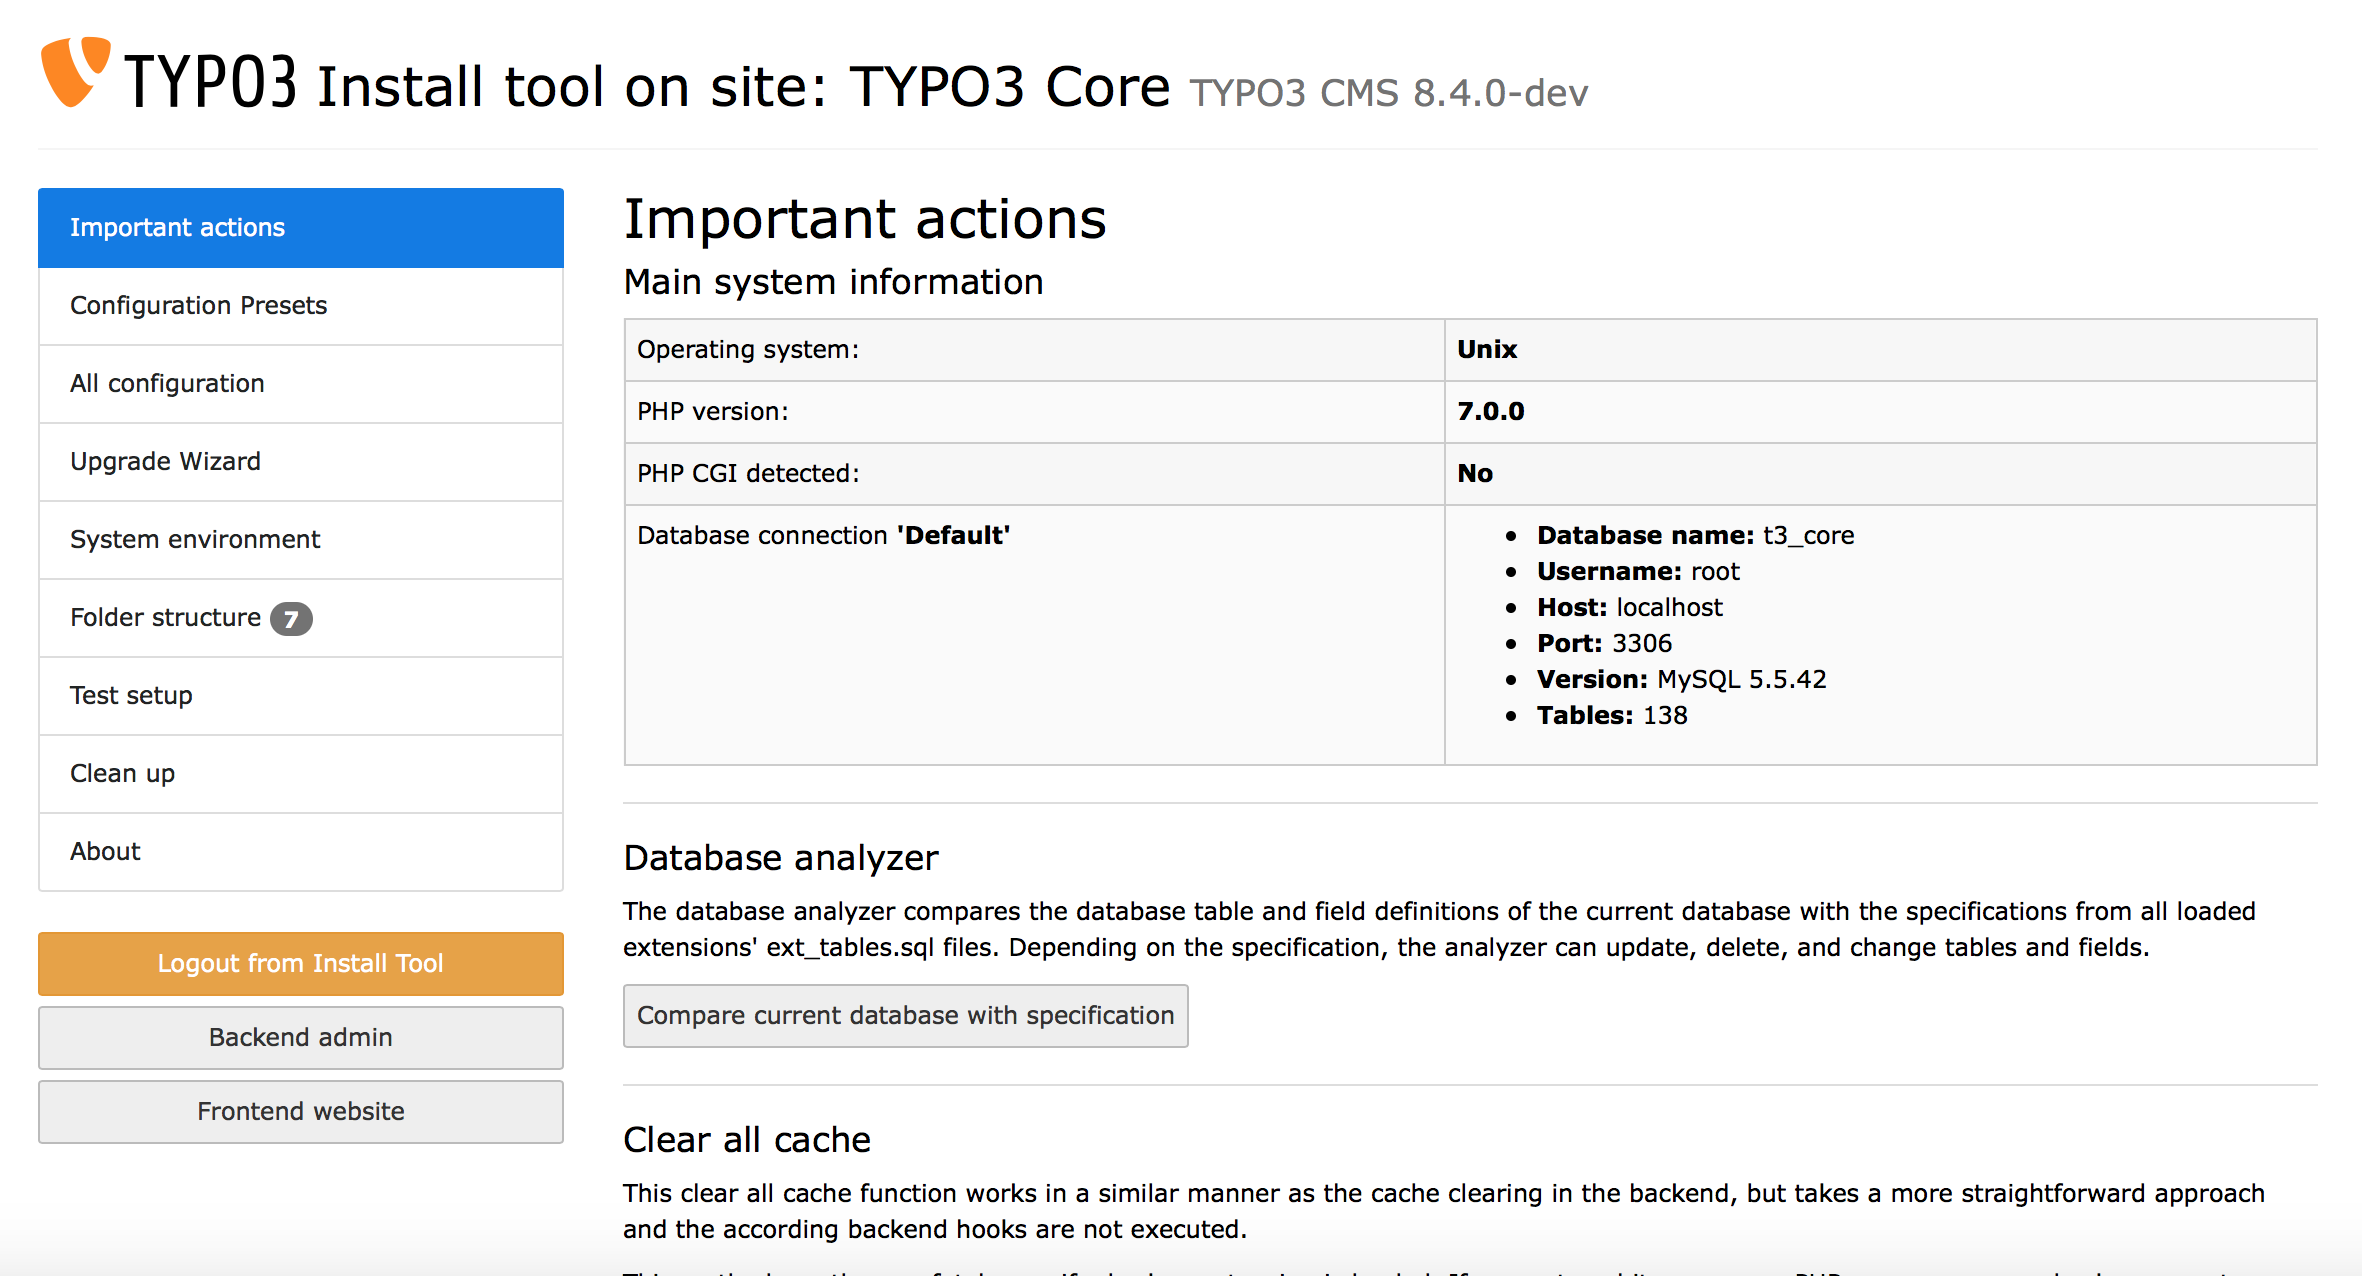 TYPO3 Install tool on site: TYPO3 Core TYPO3 CMS 8.4.0-dev
Important actions
Configuration Presets
All configuration
Upgrade Wizard
System environment
Folder structure 7
Test setup
Clean up
About
Logout from Install Tool
Backend admin
Frontend website
Important actions
Main system information
Operating system: Unix
PHP version: 7.0.0
PHP CGI detected: No
Database connection 'Default'
• Database name: t3_core
• Username: root
• Host: localhost
• Port: 3306
• Version: MySQL 5.5.42
• Tables: 138
Database analyzer
The database analyzer compares the database table and field definitions of the current database with the specifications from all loaded
extensions' ext_tables.sql files. Depending on the specification, the analyzer can update, delete, and change tables and fields.
Compare current database with specification
Clear all cache
This clear all cache function works in a similar manner as the cache clearing in the backend, but takes a more straightforward approach
and the according backend hooks are not executed.